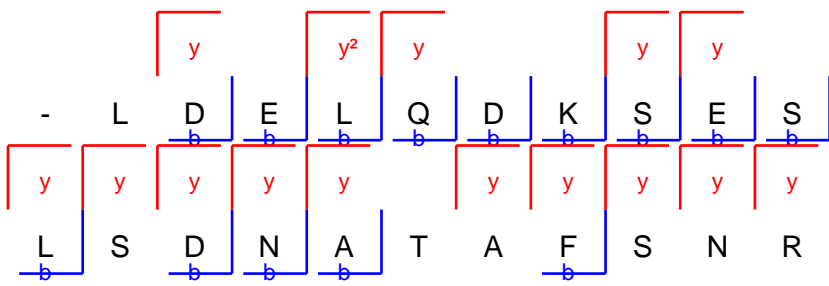 y y² y y y
- L D E L Q D K S E S
b b b b b b b b b
y y y y y y y y y y
L S D N A T A F S N R
b b b b b